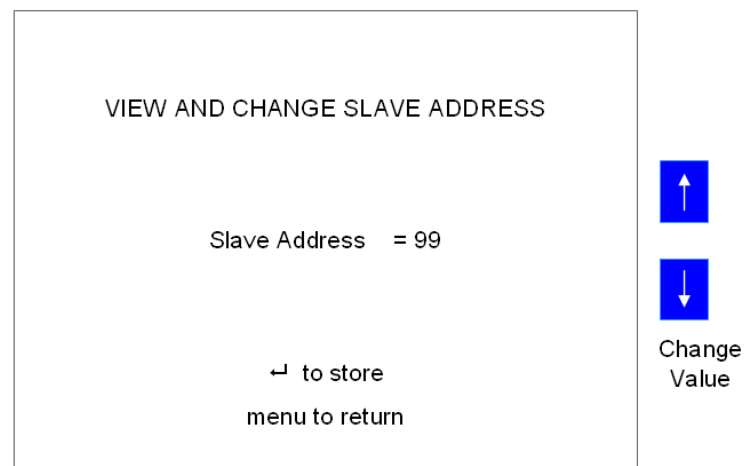 VIEW AND CHANGE SLAVE ADDRESS
Slave Address = 99
↵ to store
menu to return
↑
↓
Change
Value